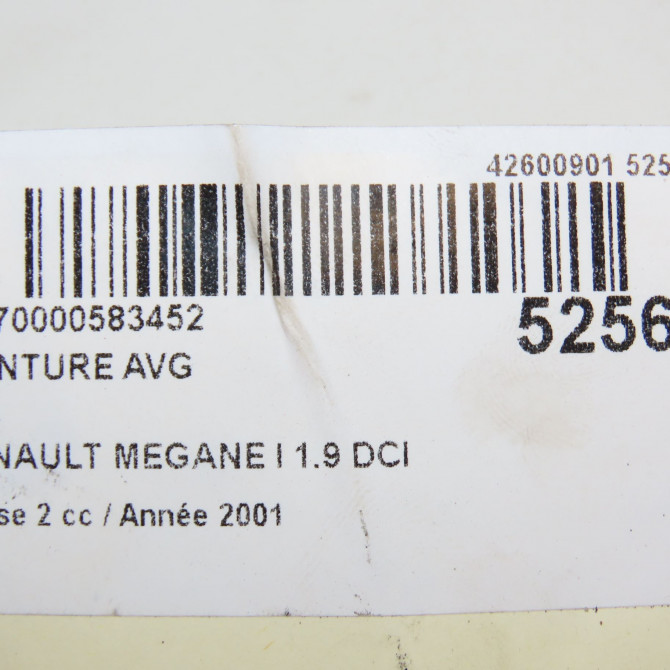 42600901 525
70000583452
5256
NTURE AVG
NAULT MEGANE I 1.9 DCI
se 2 cc / Année 2001